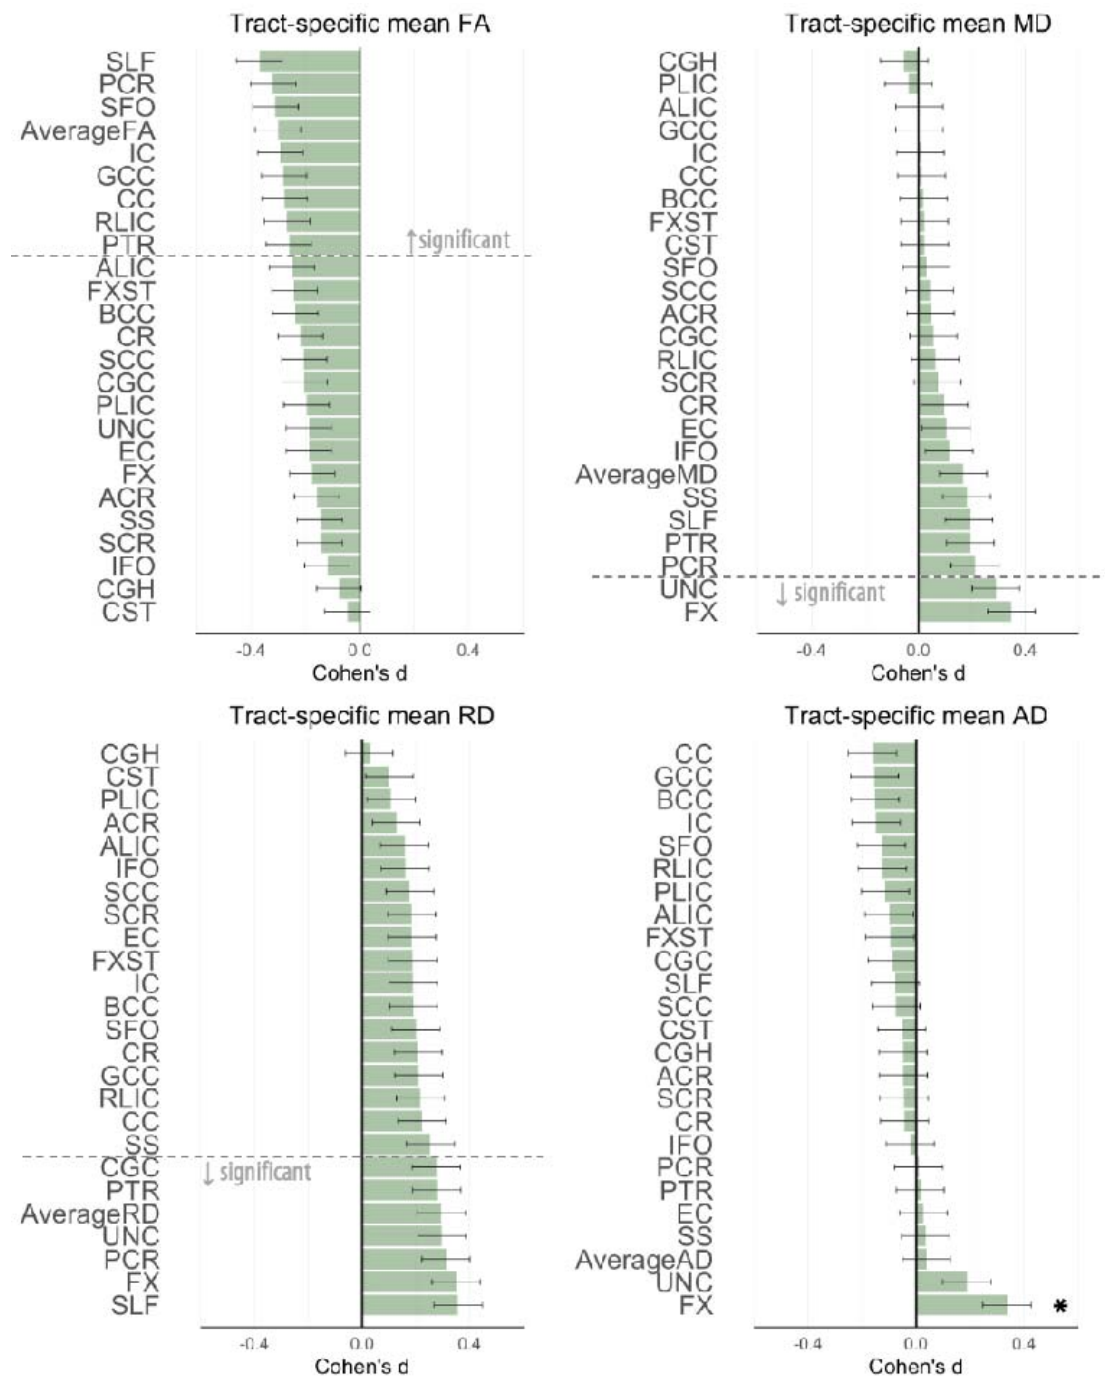 Tract-specific mean FA
SLF
PCR
SFO
AverageFA
IC
GCC
CC
RLIC
PTR
↑significant
ALIC
FXST
BCC
CR
SCC
CGC
PLIC
UNC
EC
FX
ACR
SS
SCR
IFO
CGH
CST
-0.4 0.0 0.4
Cohen's d
Tract-specific mean MD
CGH
PLIC
ALIC
GCC
IC
CC
BCC
FXST
CST
SFO
SCC
ACR
CGC
RLIC
SCR
CR
EC
IFO
AverageMD
SS
SLF
PTR
PCR
UNC
↓ significant
FX
-0.4 0.0 0.4
Cohen's d
Tract-specific mean RD
CGH
CST
PLIC
ACR
ALIC
IFO
SCC
SCR
EC
FXST
IC
BCC
SFO
CR
GCC
RLIC
CC
SS
CGC
↓ significant
PTR
AverageRD
UNC
PCR
FX
SLF
-0.4 0.0 0.4
Cohen's d
Tract-specific mean AD
CC
GCC
BCC
IC
SFO
RLIC
PLIC
ALIC
FXST
CGC
SLF
SCC
CST
CGH
ACR
SCR
CR
IFO
PCR
PTR
EC
SS
AverageAD
UNC
FX *
-0.4 0.0 0.4
Cohen's d